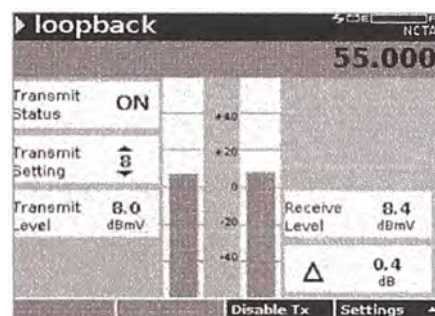 loopback
E F
NCTA
55.000
Transmit Status ON
Transmit Setting 8
Transmit Level 8.0 dBmV
+40
+20
0
-20
-40
Receive Level 8.4 dBmV
Δ 0.4 dB
Disable Tx
Settings